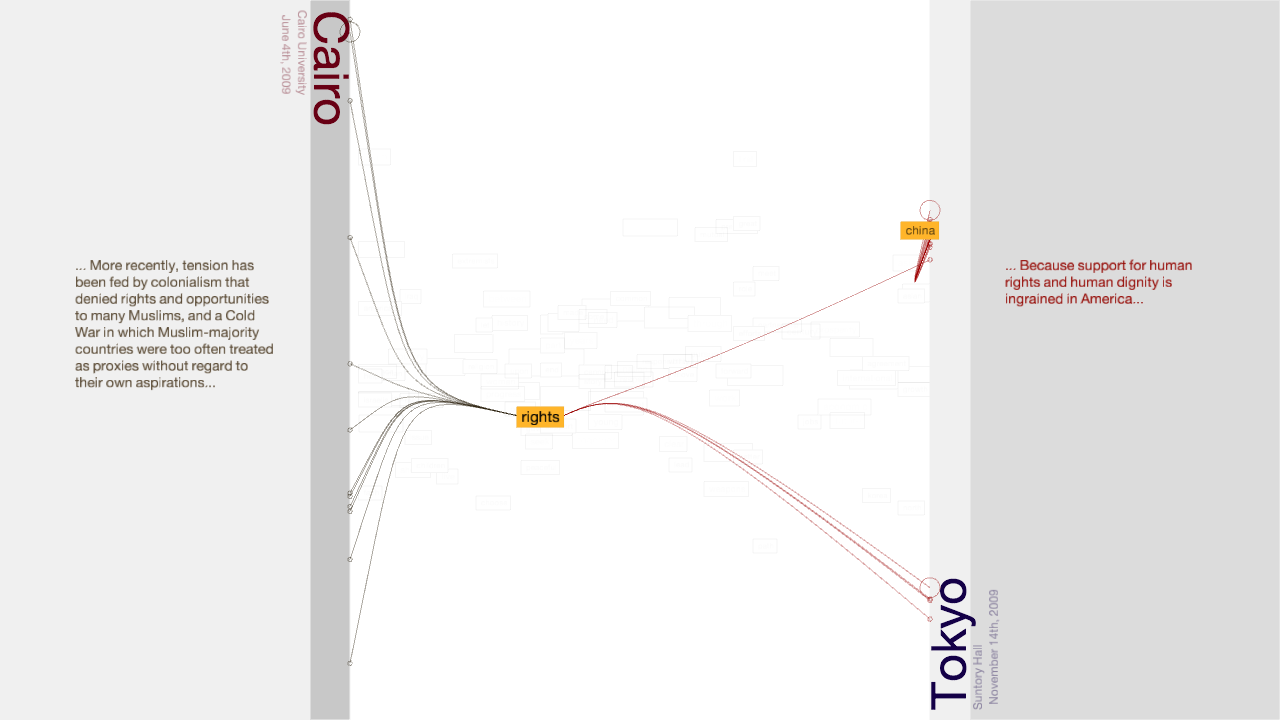 Cairo
Cairo University
June 4th, 2009
... More recently, tension has
been fed by colonialism that
denied rights and opportunities
to many Muslims, and a Cold
War in which Muslim-majority
countries were too often treated
as proxies without regard to
their own aspirations...
rights
china
... Because support for human
rights and human dignity is
ingrained in America...
Tokyo
Suntory Hall
November 14th, 2009